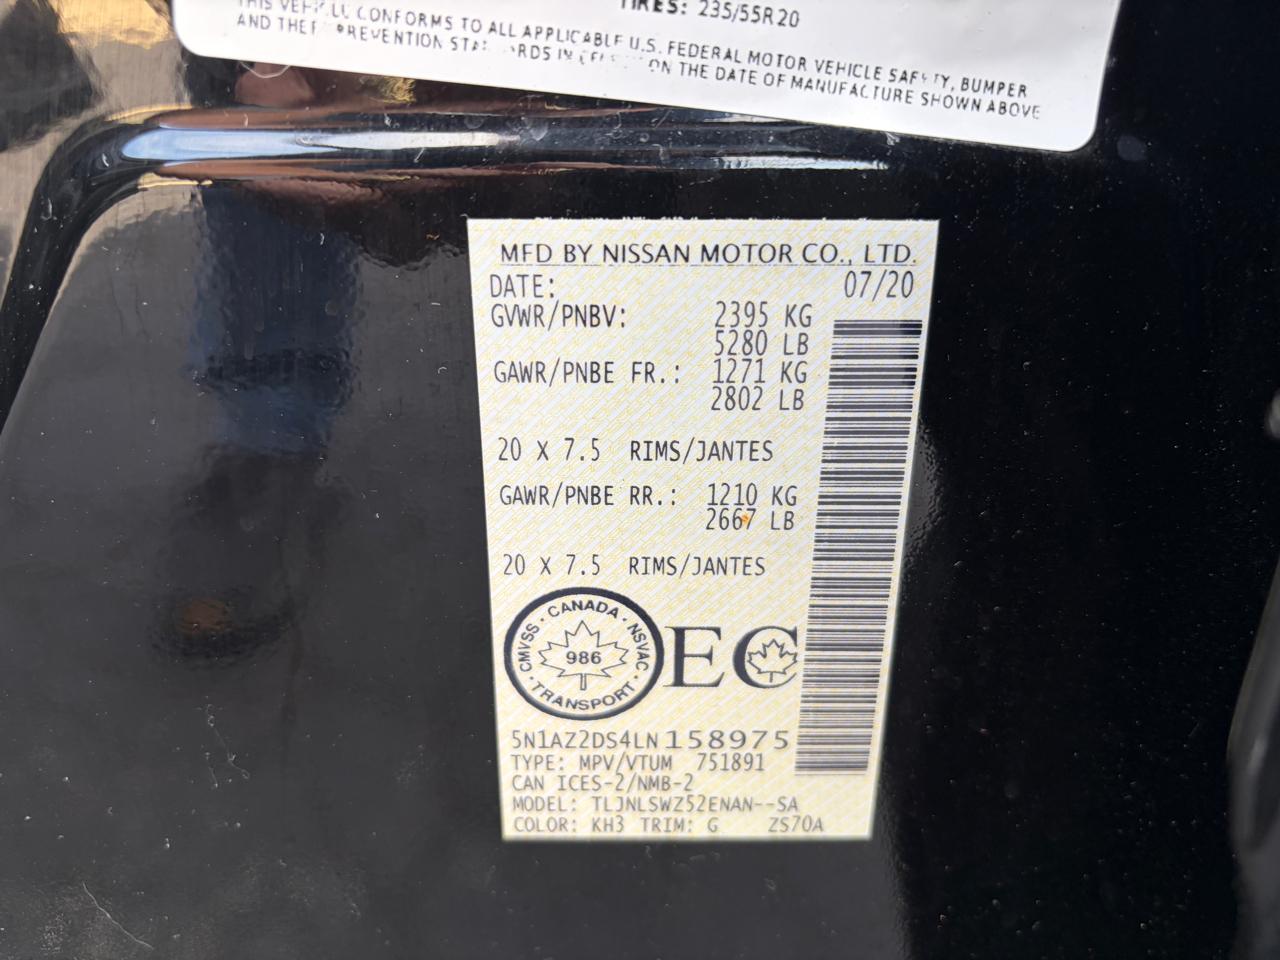 TIRES: 235/55R20
THIS VEHICLE CONFORMS TO ALL APPLICABLE U.S. FEDERAL MOTOR VEHICLE SAFETY, BUMPER
AND THEFT PREVENTION STANDARDS IN EFFECT ON THE DATE OF MANUFACTURE SHOWN ABOVE
MFD BY NISSAN MOTOR CO., LTD.
DATE: 07/20
GVWR/PNBV: 2395 KG
5280 LB
GAWR/PNBE FR.: 1271 KG
2802 LB
20 X 7.5 RIMS/JANTES
GAWR/PNBE RR.: 1210 KG
2667 LB
20 X 7.5 RIMS/JANTES
CANADA · NSVAC · TRANSPORT · CMVSS ·
986
EC
5N1AZ2DS4LN158975
TYPE: MPV/VTUM 751891
CAN ICES-2/NMB-2
MODEL: TLJNLSWZ52ENAN--SA
COLOR: KH3 TRIM: G ZS70A